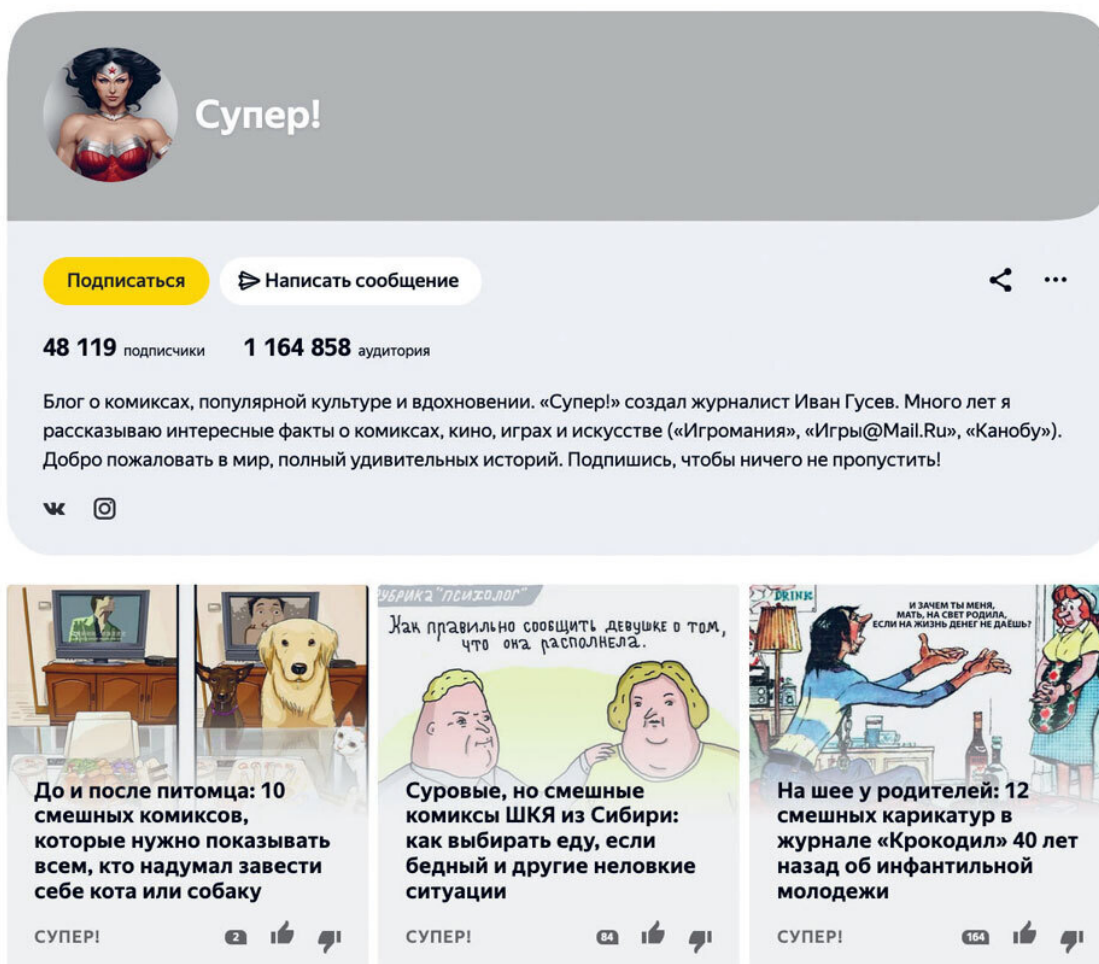 Супер!
Подписаться
Написать сообщение
48 119 подписчики
1 164 858 аудитория
Блог о комиксах, популярной культуре и вдохновении. «Супер!» создал журналист Иван Гусев. Много лет я
рассказываю интересные факты о комиксах, кино, играх и искусстве («Игромания», «Игры@Mail.Ru», «Канобу»).
Добро пожаловать в мир, полный удивительных историй. Подпишись, чтобы ничего не пропустить!
До и после питомца: 10
смешных комиксов,
которые нужно показывать
всем, кто надумал завести
себе кота или собаку
СУПЕР!
2
УБРИКА "ПСИХОЛОГ"
Как правильно сообщить девушке о том,
что она располнела.
Суровые, но смешные
комиксы ШКЯ из Сибири:
как выбирать еду, если
бедный и другие неловкие
ситуации
СУПЕР!
84
DRINK
И ЗАЧЕМ ТЫ МЕНЯ,
МАТЬ, НА СВЕТ РОДИЛА,
ЕСЛИ НА ЖИЗНЬ ДЕНЕГ НЕ ДАЁШЬ?
На шее у родителей: 12
смешных карикатур в
журнале «Крокодил» 40 лет
назад об инфантильной
молодежи
СУПЕР!
164